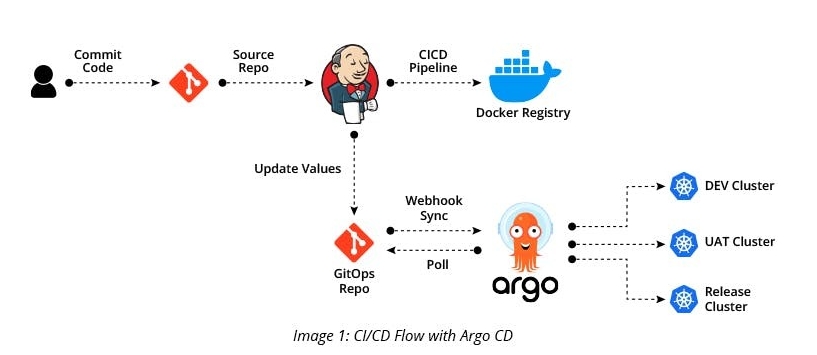 Commit
Code
Source
Repo
CICD
Pipeline
Docker Registry
Update Values
Webhook
Sync
Poll
GitOps
Repo
argo
DEV Cluster
UAT Cluster
Release
Cluster
Image 1: CI/CD Flow with Argo CD